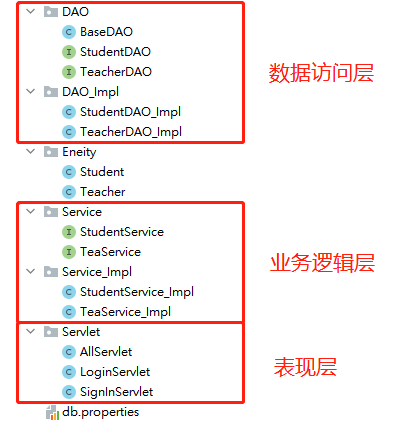 DAO
BaseDAO
StudentDAO
TeacherDAO
数据访问层
DAO_Impl
StudentDAO_Impl
TeacherDAO_Impl
Eneity
Student
Teacher
Service
StudentService
TeaService
业务逻辑层
Service_Impl
StudentService_Impl
TeaService_Impl
Servlet
AllServlet
表现层
LoginServlet
SignInServlet
db.properties